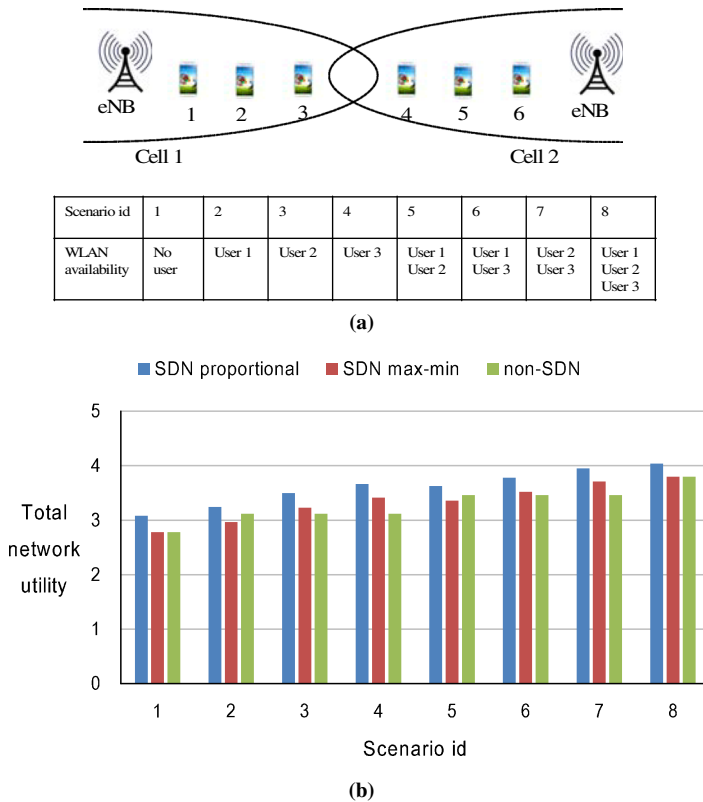 eNB
1
2
3
4
5
6
eNB
Cell 1
Cell 2
Scenario id 1 2 3 4 5 6 7 8
WLAN availability No user User 1 User 2 User 3 User 1 User 2 User 1 User 3 User 2 User 3 User 1 User 2 User 3
(a)
SDN proportional SDN max-min non-SDN
5
4
3
2
1
0
Total
network
utility
1 2 3 4 5 6 7 8
Scenario id
(b)